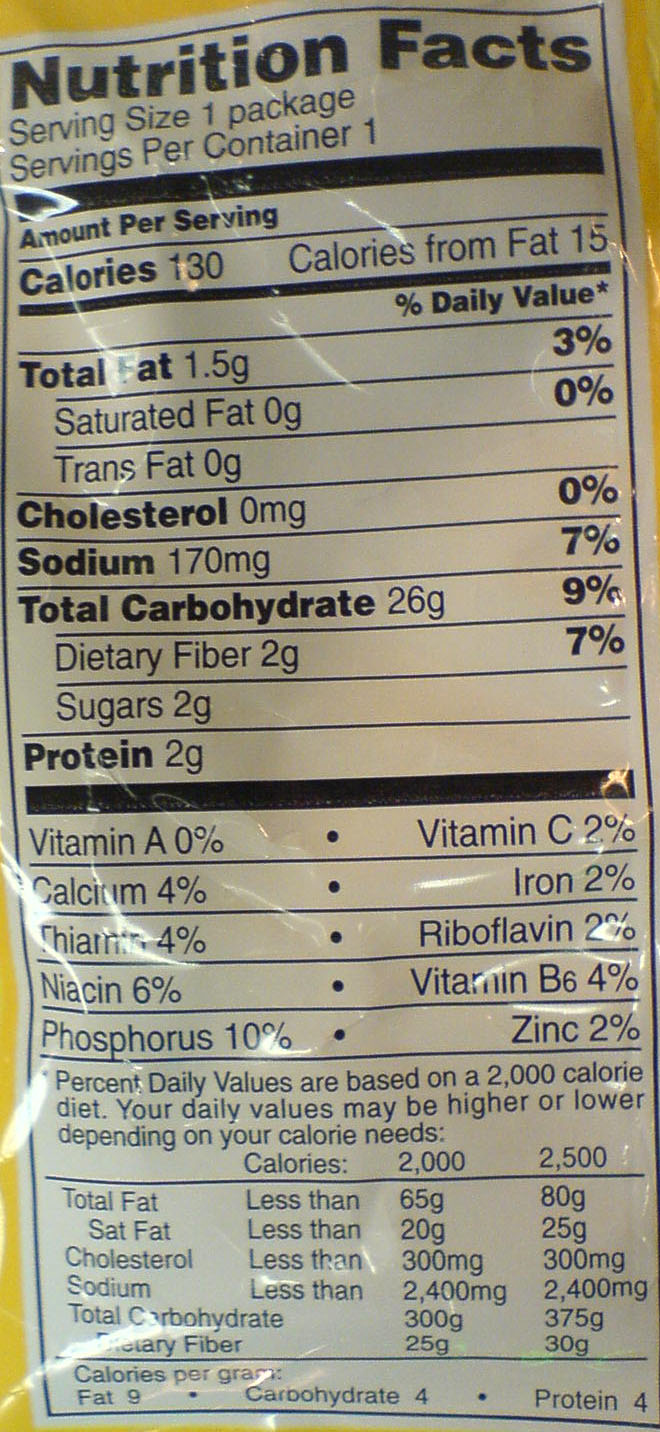 Nutrition Facts
Serving Size 1 package
Servings Per Container 1
Amount Per Serving
Calories 130 Calories from Fat 15
% Daily Value*
Total Fat 1.5g 3%
Saturated Fat 0g 0%
Trans Fat 0g
Cholesterol 0mg 0%
Sodium 170mg 7%
Total Carbohydrate 26g 9%
Dietary Fiber 2g 7%
Sugars 2g
Protein 2g
Vitamin A 0% • Vitamin C 2%
Calcium 4% • Iron 2%
Thiamin 4% • Riboflavin 2%
Niacin 6% • Vitamin B6 4%
Phosphorus 10% • Zinc 2%
* Percent Daily Values are based on a 2,000 calorie
diet. Your daily values may be higher or lower
depending on your calorie needs:
Calories: 2,000 2,500
Total Fat Less than 65g 80g
Sat Fat Less than 20g 25g
Cholesterol Less than 300mg 300mg
Sodium Less than 2,400mg 2,400mg
Total Carbohydrate 300g 375g
Dietary Fiber 25g 30g
Calories per gram:
Fat 9 • Carbohydrate 4 • Protein 4